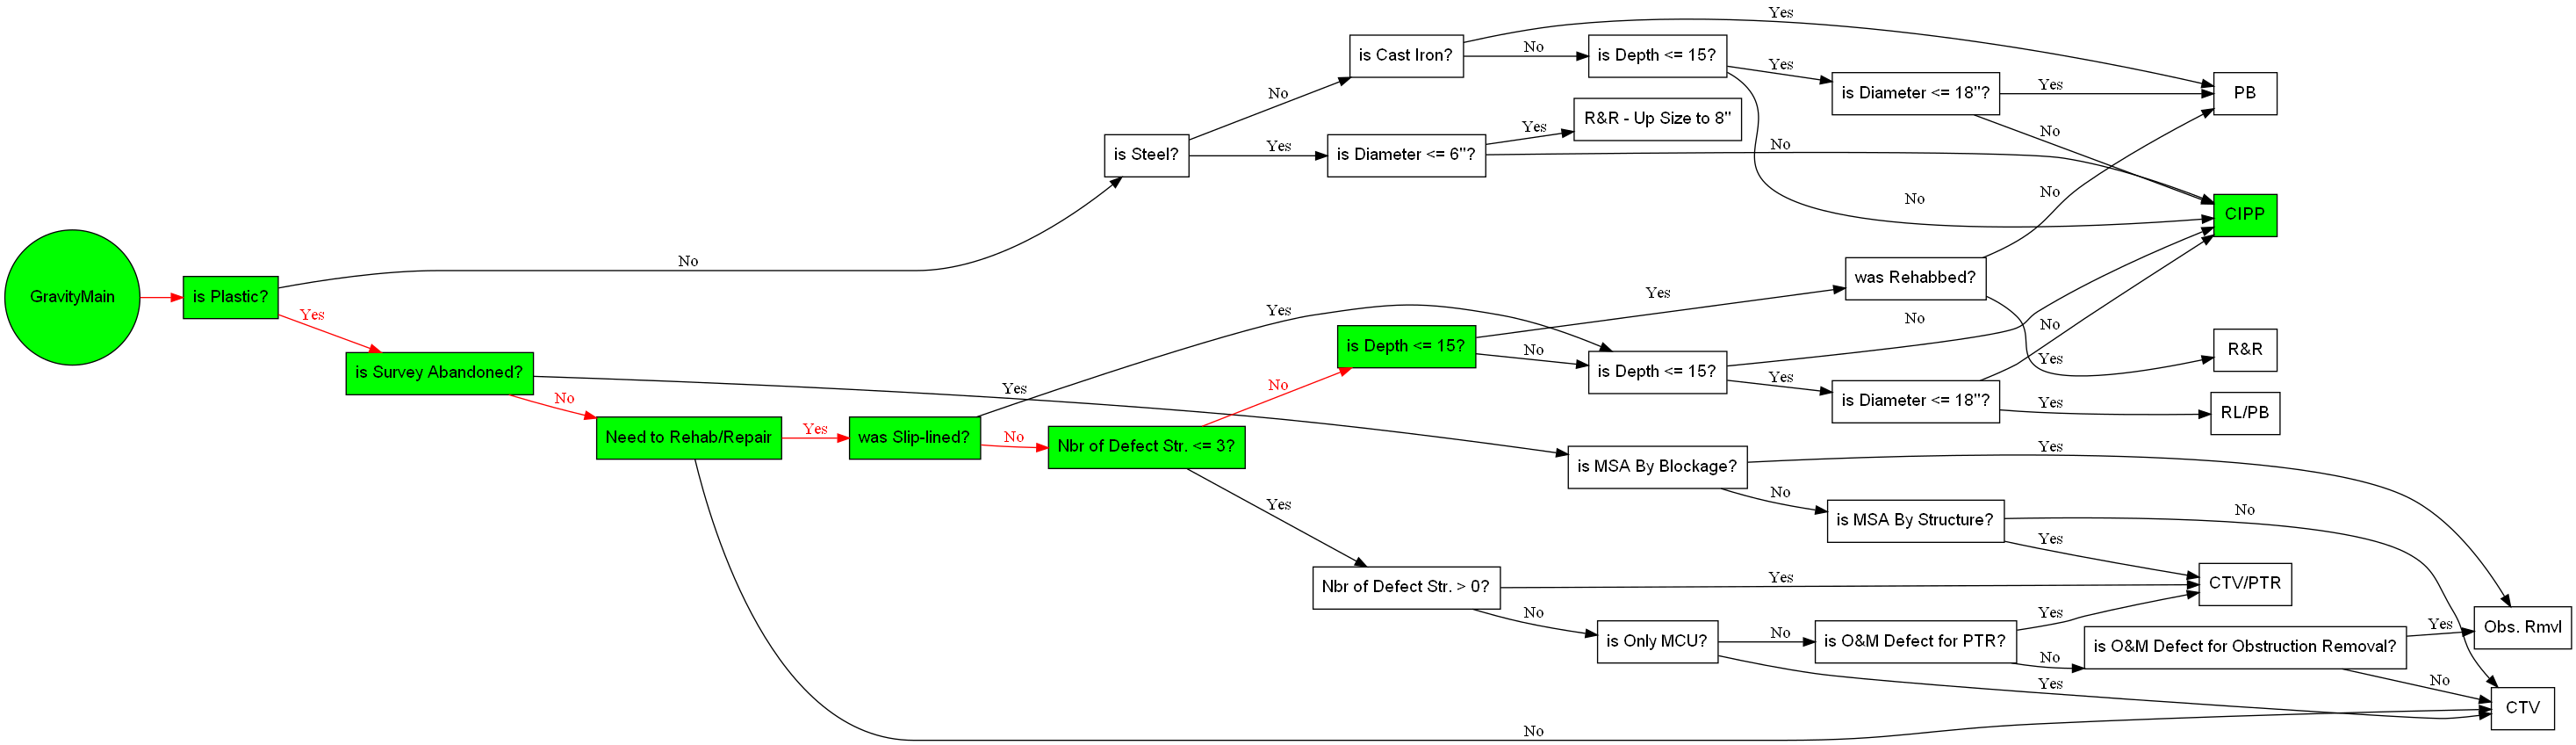 GravityMain
is Plastic?
Yes
No
is Survey Abandoned?
No
Yes
Need to Rehab/Repair
Yes
No
was Slip-lined?
Yes
No
Nbr of Defect Str. <= 3?
No
Yes
is Steel?
No
Yes
is Cast Iron?
Yes
No
is Diameter <= 6"?
Yes
No
R&R - Up Size to 8"
is Depth <= 15?
Yes
No
is Diameter <= 18"?
Yes
No
PB
CIPP
is Depth <= 15?
Yes
No
was Rehabbed?
No
Yes
is Depth <= 15?
No
Yes
is Diameter <= 18"?
No
Yes
R&R
RL/PB
is MSA By Blockage?
Yes
No
is MSA By Structure?
No
Yes
Nbr of Defect Str. > 0?
Yes
No
is Only MCU?
No
Yes
is O&M Defect for PTR?
Yes
No
is O&M Defect for Obstruction Removal?
Yes
No
CTV/PTR
Obs. Rmvl
CTV